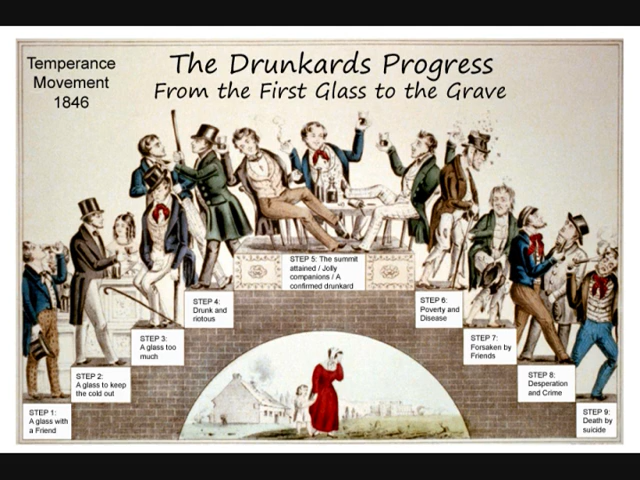 Temperance
Movement
1846
The Drunkards Progress
From the First Glass to the Grave
STEP 1:
A glass with
a Friend
STEP 2:
A glass to keep
the cold out
STEP 3:
A glass too
much
STEP 4:
Drunk and
riotous
STEP 5: The summit
attained / Jolly
companions / A
confirmed drunkard
STEP 6:
Poverty and
Disease
STEP 7:
Forsaken by
Friends
STEP 8:
Desperation
and Crime
STEP 9:
Death by
suicide